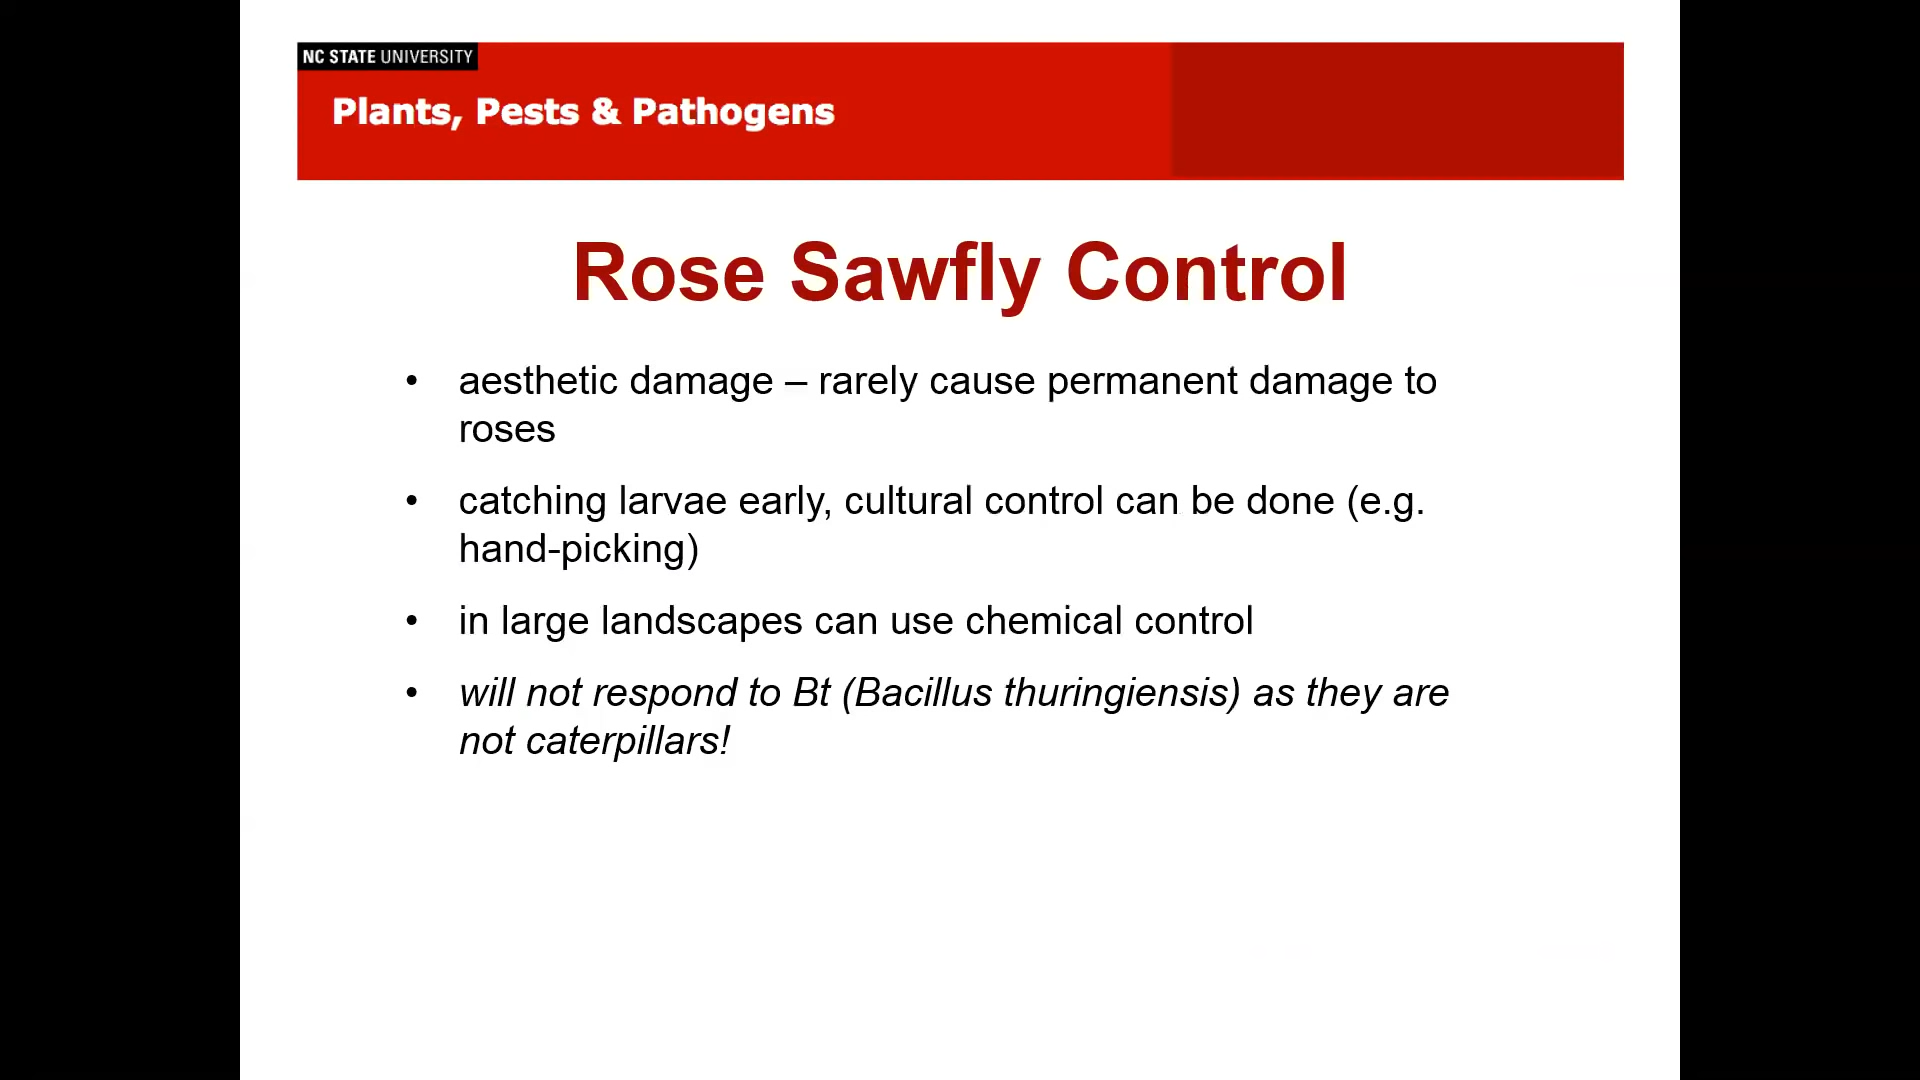 NC STATE UNIVERSITY
Plants, Pests & Pathogens
Rose Sawfly Control
• aesthetic damage – rarely cause permanent damage to
roses
• catching larvae early, cultural control can be done (e.g.
hand-picking)
• in large landscapes can use chemical control
• will not respond to Bt (Bacillus thuringiensis) as they are
not caterpillars!